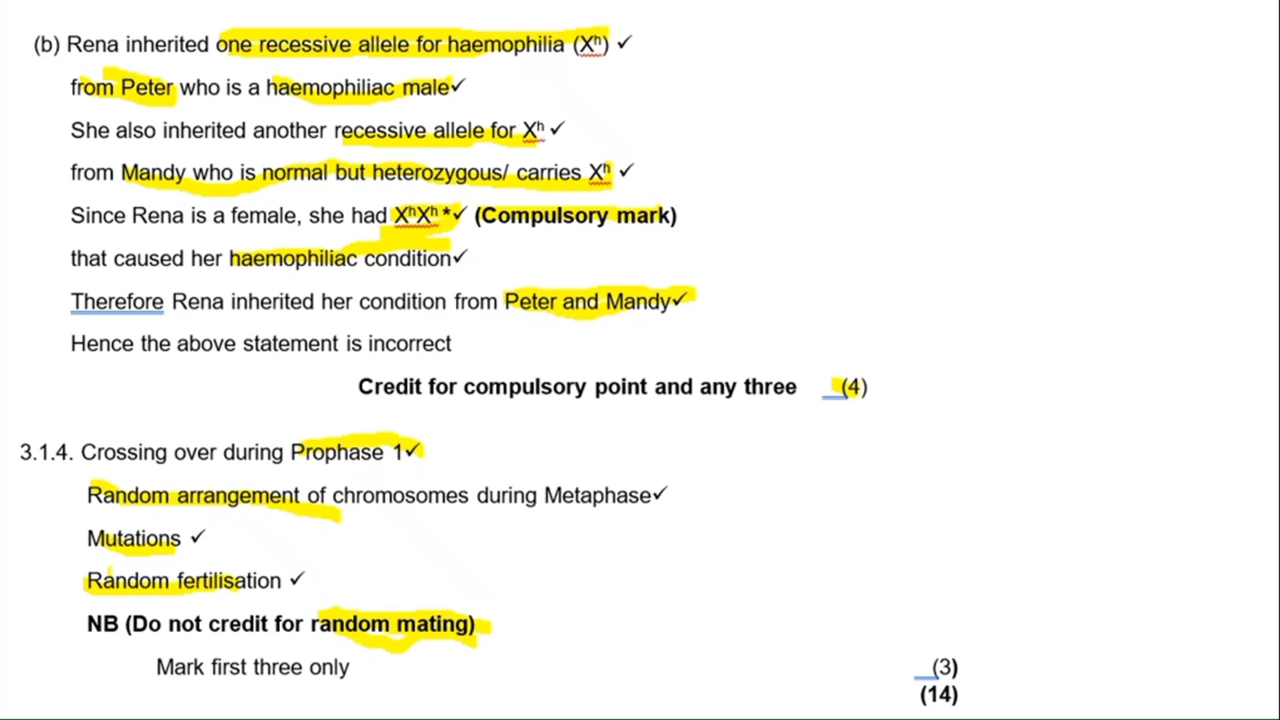 (b) Rena inherited one recessive allele for haemophilia (Xʰ) ✓
from Peter who is a haemophiliac male✓
She also inherited another recessive allele for Xʰ ✓
from Mandy who is normal but heterozygous/ carries Xʰ ✓
Since Rena is a female, she had XʰXʰ *✓ (Compulsory mark)
that caused her haemophiliac condition✓
Therefore Rena inherited her condition from Peter and Mandy✓
Hence the above statement is incorrect
Credit for compulsory point and any three (4)
3.1.4. Crossing over during Prophase 1✓
Random arrangement of chromosomes during Metaphase✓
Mutations ✓
Random fertilisation ✓
NB (Do not credit for random mating)
Mark first three only (3)
(14)